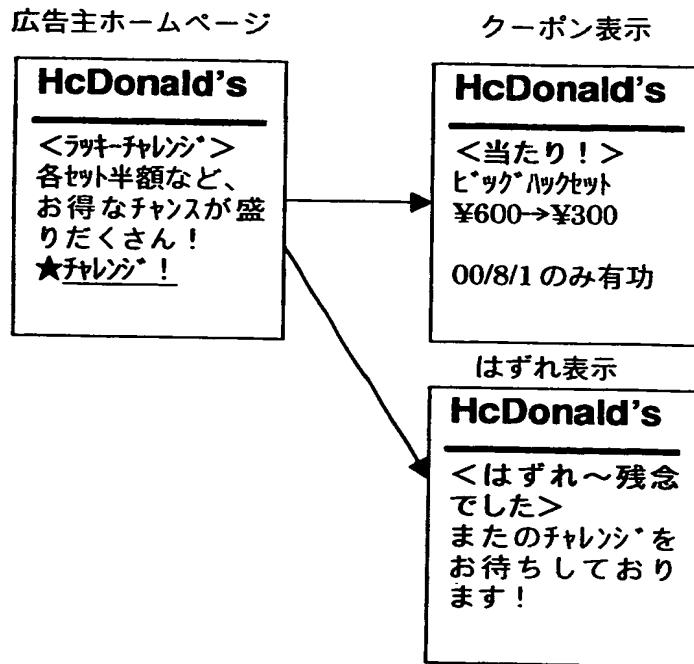 広告主ホームページ
HcDonald's
＜ラッキーチャレンジ＞
各セット半額など、
お得なチャンスが盛
りだくさん！
★チャレンジ！
クーポン表示
HcDonald's
＜当たり！＞
ビッグハックセット
¥600→¥300
00/8/1 のみ有功
はずれ表示
HcDonald's
＜はずれ～残念
でした＞
またのチャレンジを
お待ちしており
ます！